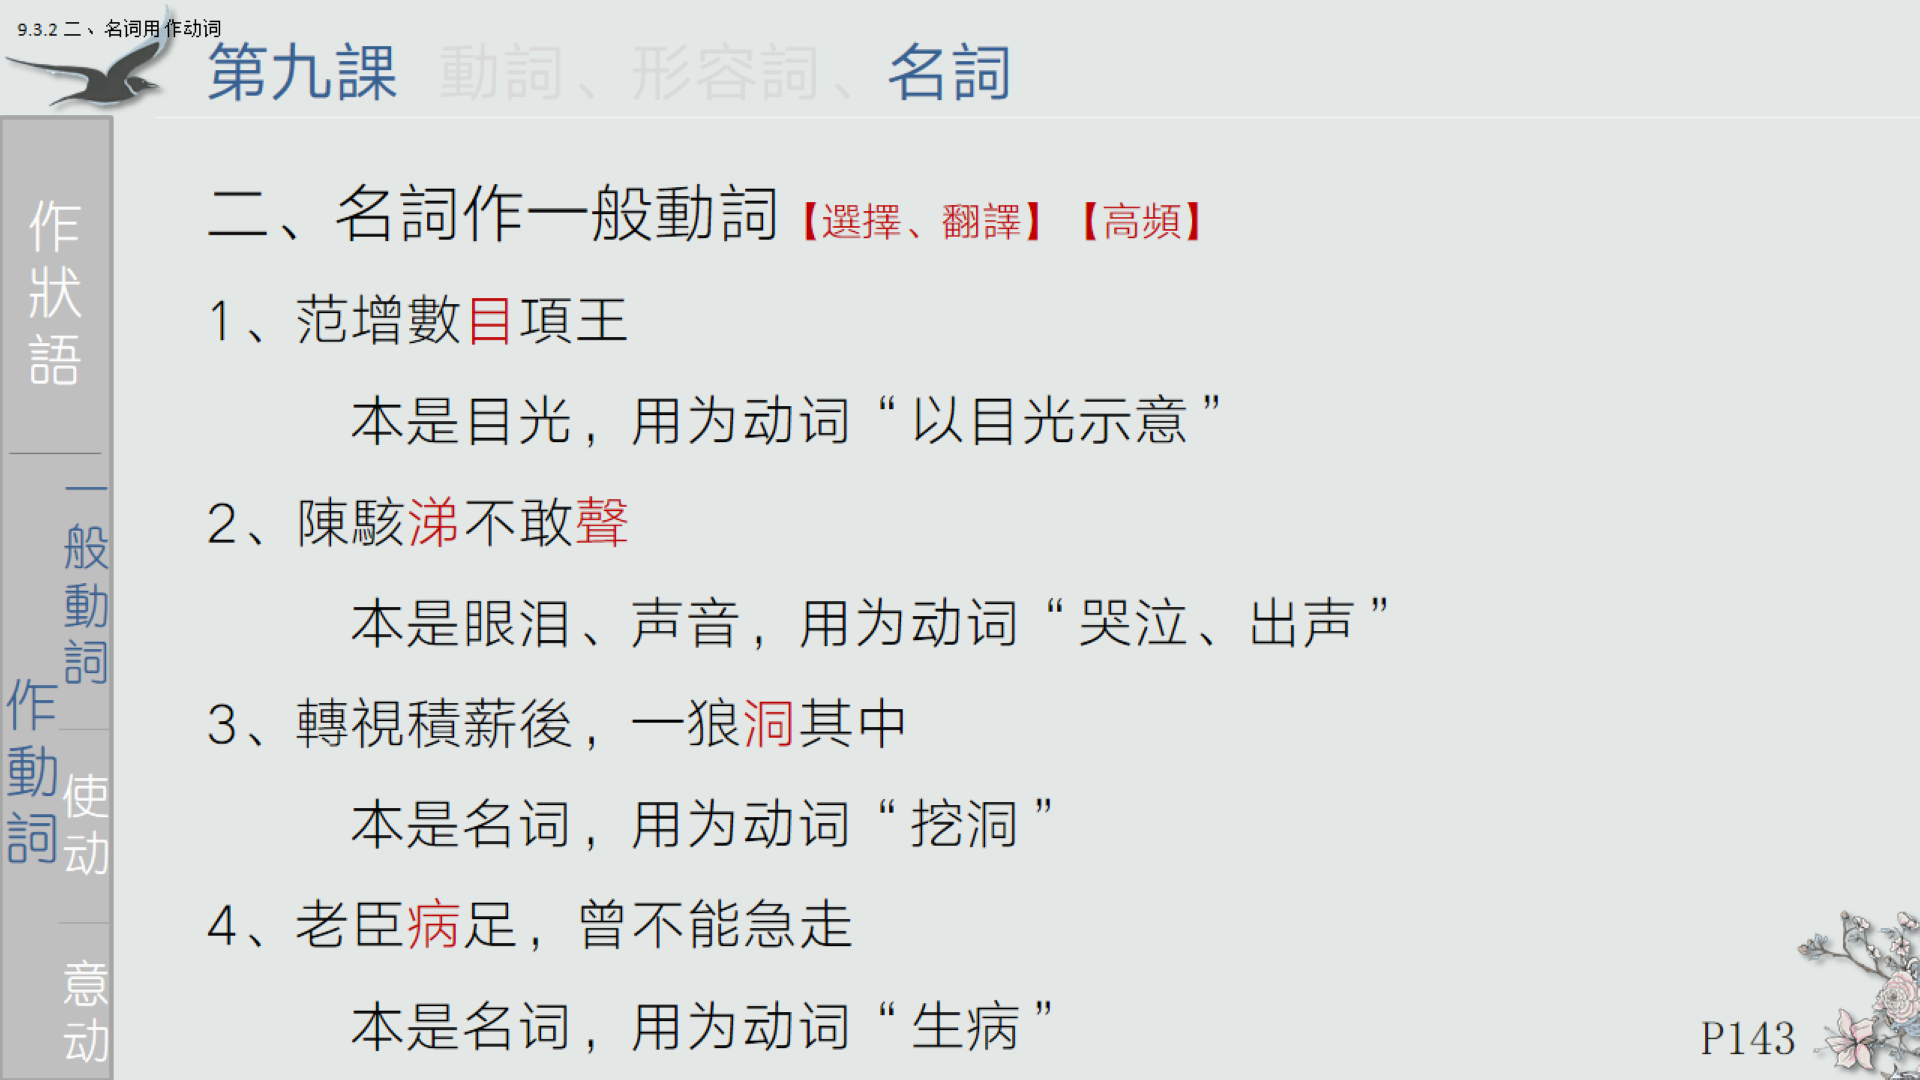 9.3.2 二、名词用作动词
第九課 動詞、形容詞、名詞
作狀語
作動詞
一般動詞
使动
意动
二、名詞作一般動詞【選擇、翻譯】【高頻】
1、范增數目項王
本是目光，用为动词“以目光示意”
2、陳駭涕不敢聲
本是眼泪、声音，用为动词“哭泣、出声”
3、轉視積薪後，一狼洞其中
本是名词，用为动词“挖洞”
4、老臣病足，曾不能急走
本是名词，用为动词“生病”
P143